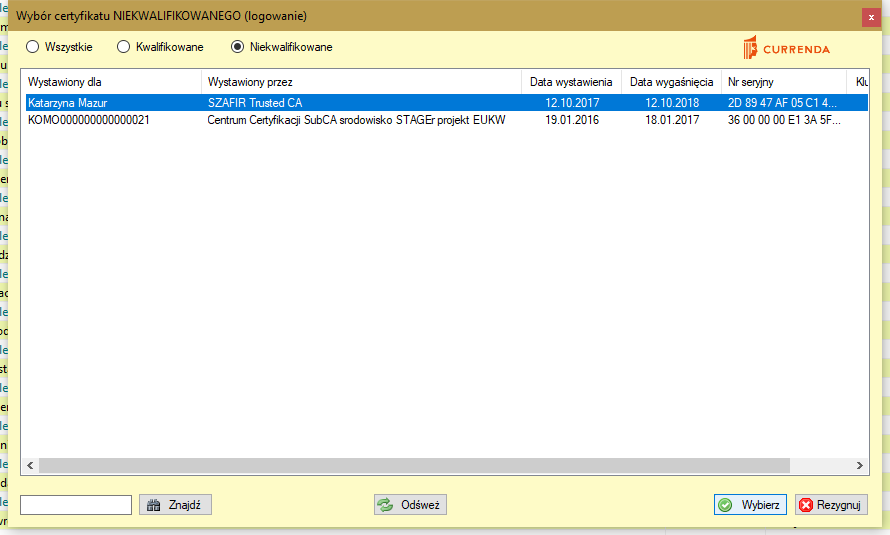 Wybór certyfikatu NIEKWALIFIKOWANEGO (logowanie)
Wszystkie Kwalifikowane Niekwalifikowane
CURRENDA
Wystawiony dla Wystawiony przez Data wystawienia Data wygaśnięcia Nr seryjny Klu
Katarzyna Mazur SZAFIR Trusted CA 12.10.2017 12.10.2018 2D 89 47 AF 05 C1 4...
KOMO000000000000021 Centrum Certyfikacji SubCA srodowisko STAGEr projekt EUKW 19.01.2016 18.01.2017 36 00 00 00 E1 3A 5F...
Znajdź Odśwież Wybierz Rezygnuj